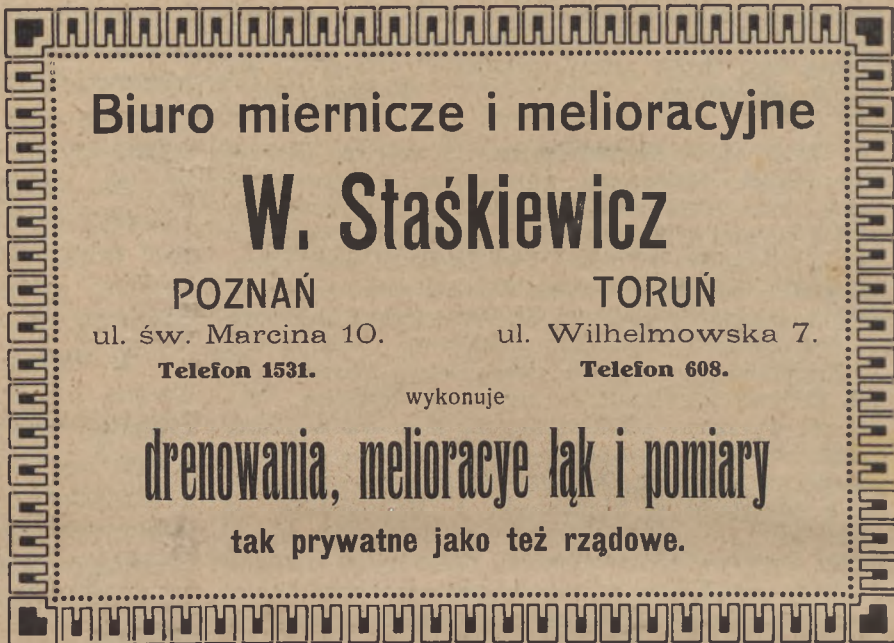 Biuro miernicze i melioracyjne
W. Staśkiewicz
POZNAŃ
ul. św. Marcina 10.
Telefon 1531.
TORUŃ
ul. Wilhelmowska 7.
Telefon 608.
wykonuje
drenowania, melioracye łąk i pomiary
tak prywatne jako też rządowe.